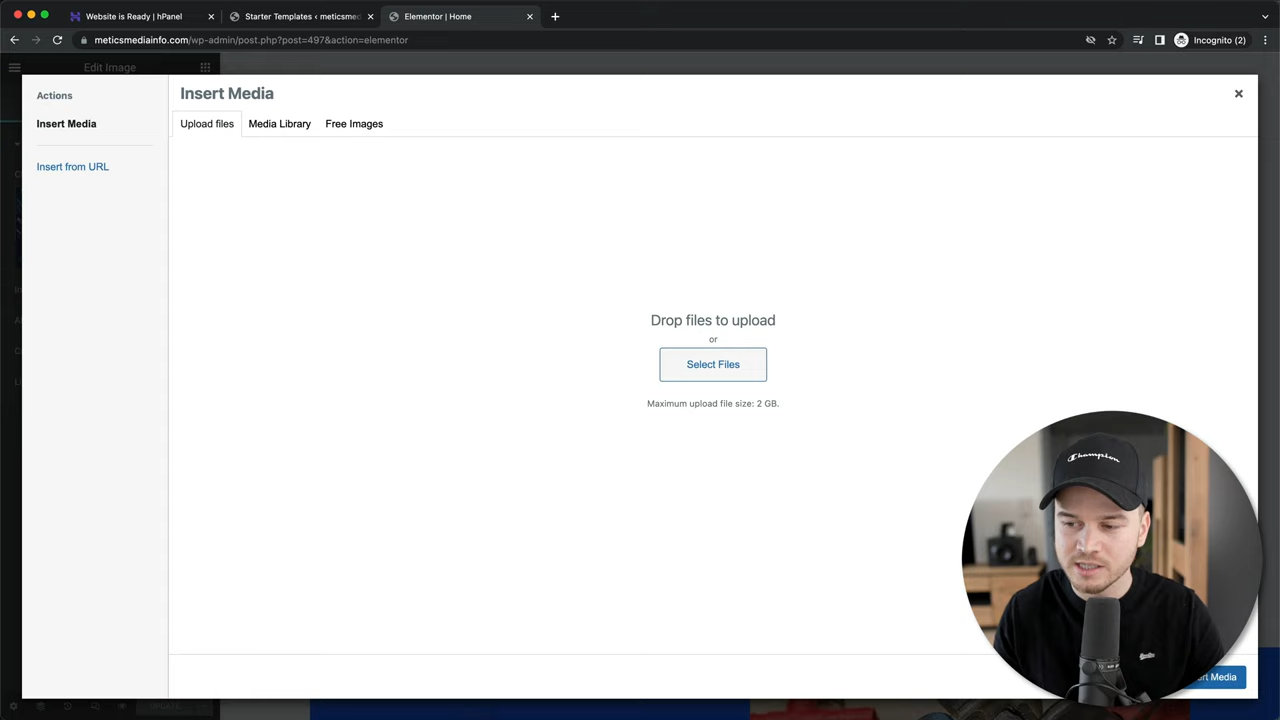 Website is Ready | hPanel
Starter Templates < meticsmed
Elementor | Home
meticsmediainfo.com/wp-admin/post.php?post=497&action=elementor
Incognito (2)
Edit Image
Actions
Insert Media
Insert from URL
Insert Media
Upload files
Media Library
Free Images
Drop files to upload
or
Select Files
Maximum upload file size: 2 GB.
Champion
rt Media
UPDATE